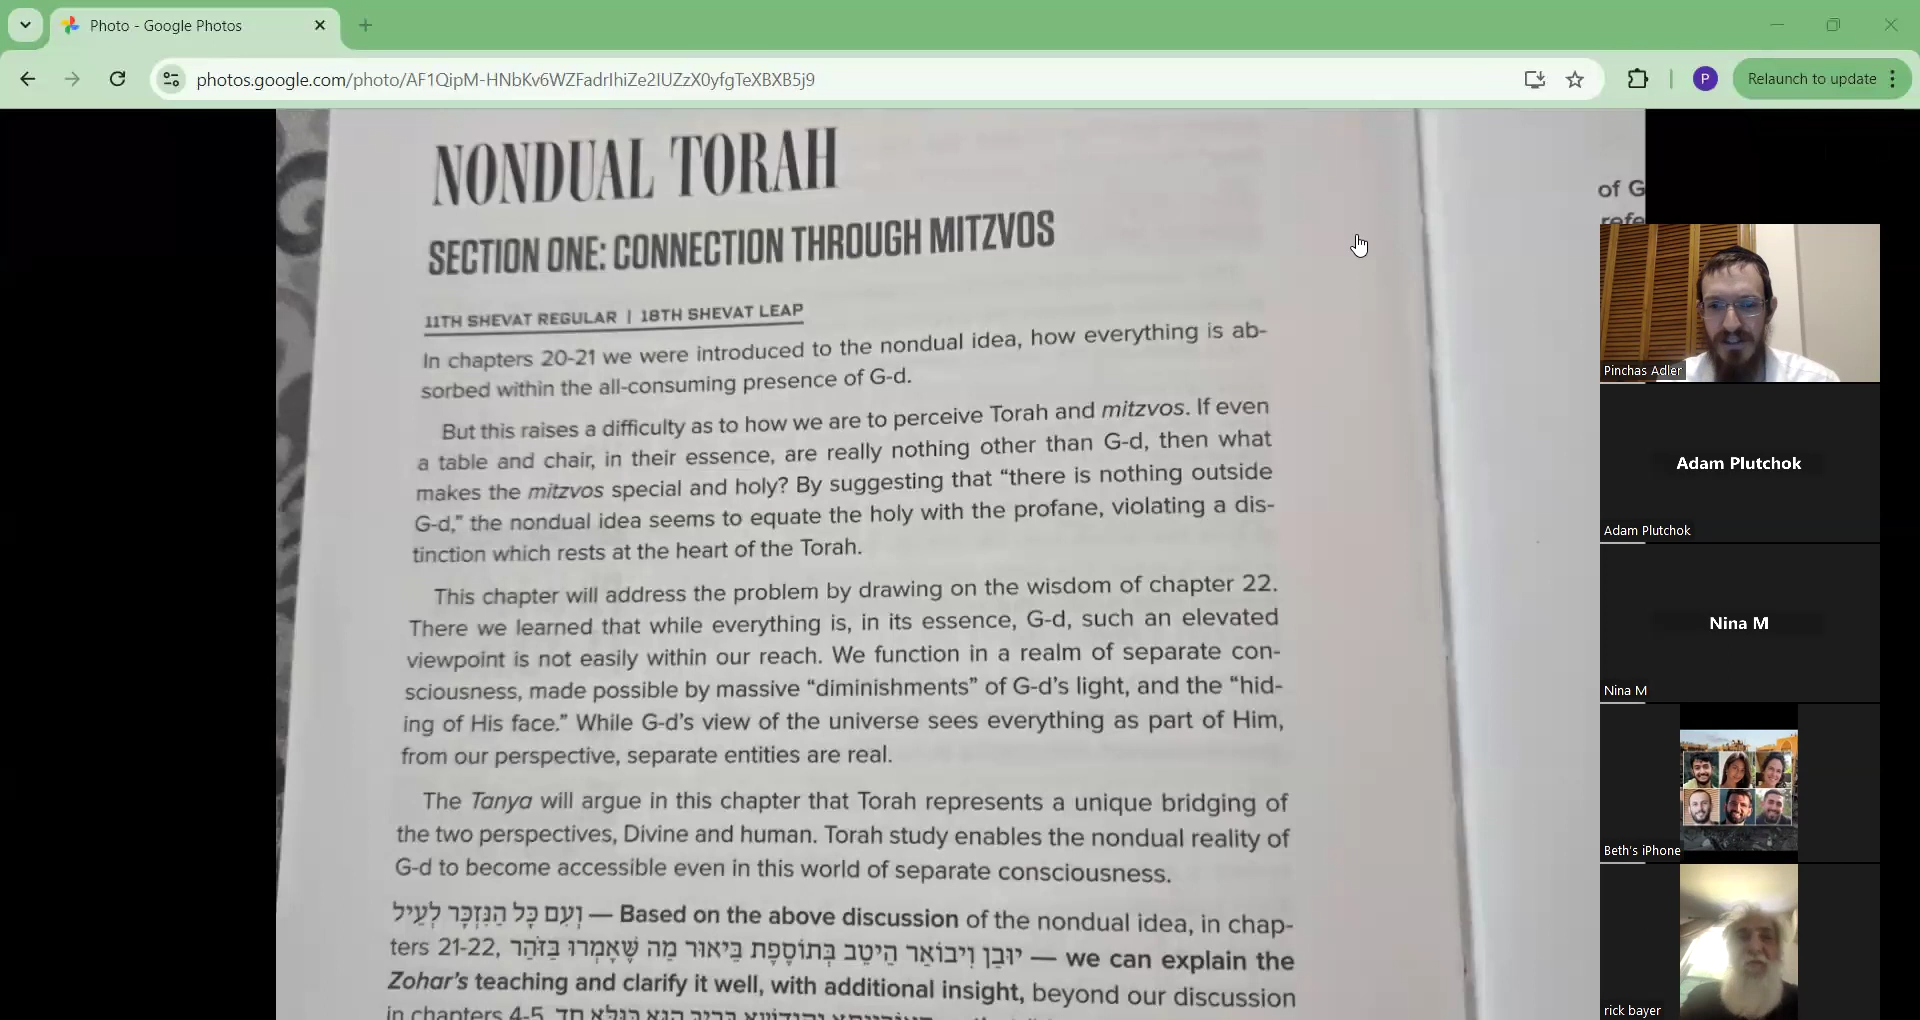 Photo - Google Photos
photos.google.com/photo/AF1QipM-HNbKv6WZFadrIhiZe2IUZzX0yfgTeXBXB5j9
P
Relaunch to update
NONDUAL TORAH
SECTION ONE: CONNECTION THROUGH MITZVOS
11TH SHEVAT REGULAR | 18TH SHEVAT LEAP
In chapters 20-21 we were introduced to the nondual idea, how everything is ab-
sorbed within the all-consuming presence of G-d.
But this raises a difficulty as to how we are to perceive Torah and mitzvos. If even
a table and chair, in their essence, are really nothing other than G-d, then what
makes the mitzvos special and holy? By suggesting that “there is nothing outside
G-d,” the nondual idea seems to equate the holy with the profane, violating a dis-
tinction which rests at the heart of the Torah.
This chapter will address the problem by drawing on the wisdom of chapter 22.
There we learned that while everything is, in its essence, G-d, such an elevated
viewpoint is not easily within our reach. We function in a realm of separate con-
sciousness, made possible by massive “diminishments” of G-d’s light, and the “hid-
ing of His face.” While G-d’s view of the universe sees everything as part of Him,
from our perspective, separate entities are real.
The Tanya will argue in this chapter that Torah represents a unique bridging of
the two perspectives, Divine and human. Torah study enables the nondual reality of
G-d to become accessible even in this world of separate consciousness.
וְעִם כָּל הַנִּזְכָּר לְעֵיל — Based on the above discussion of the nondual idea, in chap-
ters 21-22, יוּבַן וִיבוֹאַר הֵיטֵב בְּתוֹסֶפֶת בֵּיאוּר מַה שֶּׁאָמְרוּ בַּזֹּהַר — we can explain the
Zohar’s teaching and clarify it well, with additional insight, beyond our discussion
in chapters 4-5,
of G
refe
Pinchas Adler
Adam Plutchok
Adam Plutchok
Nina M
Nina M
Beth's iPhone
rick bayer